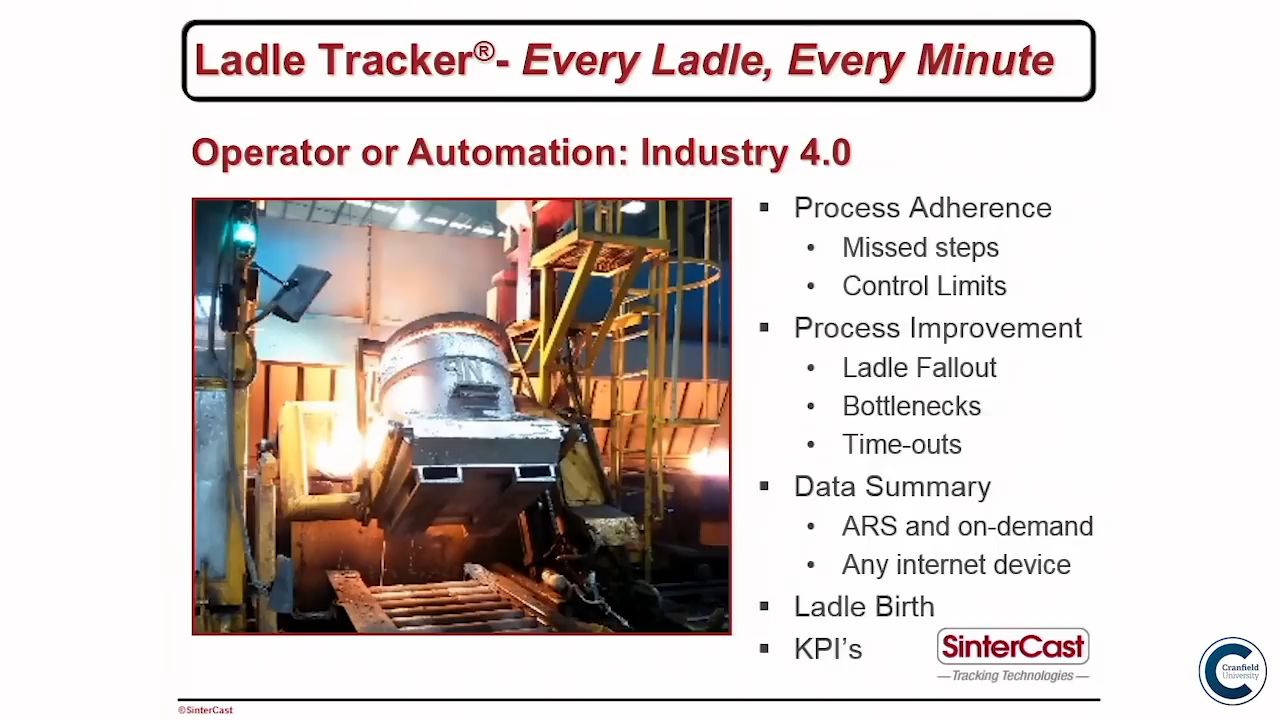 Ladle Tracker®- Every Ladle, Every Minute
Operator or Automation: Industry 4.0
▪ Process Adherence
• Missed steps
• Control Limits
▪ Process Improvement
• Ladle Fallout
• Bottlenecks
• Time-outs
▪ Data Summary
• ARS and on-demand
• Any internet device
▪ Ladle Birth
▪ KPI’s
SinterCast
— Tracking Technologies —
©SinterCast
Cranfield
University